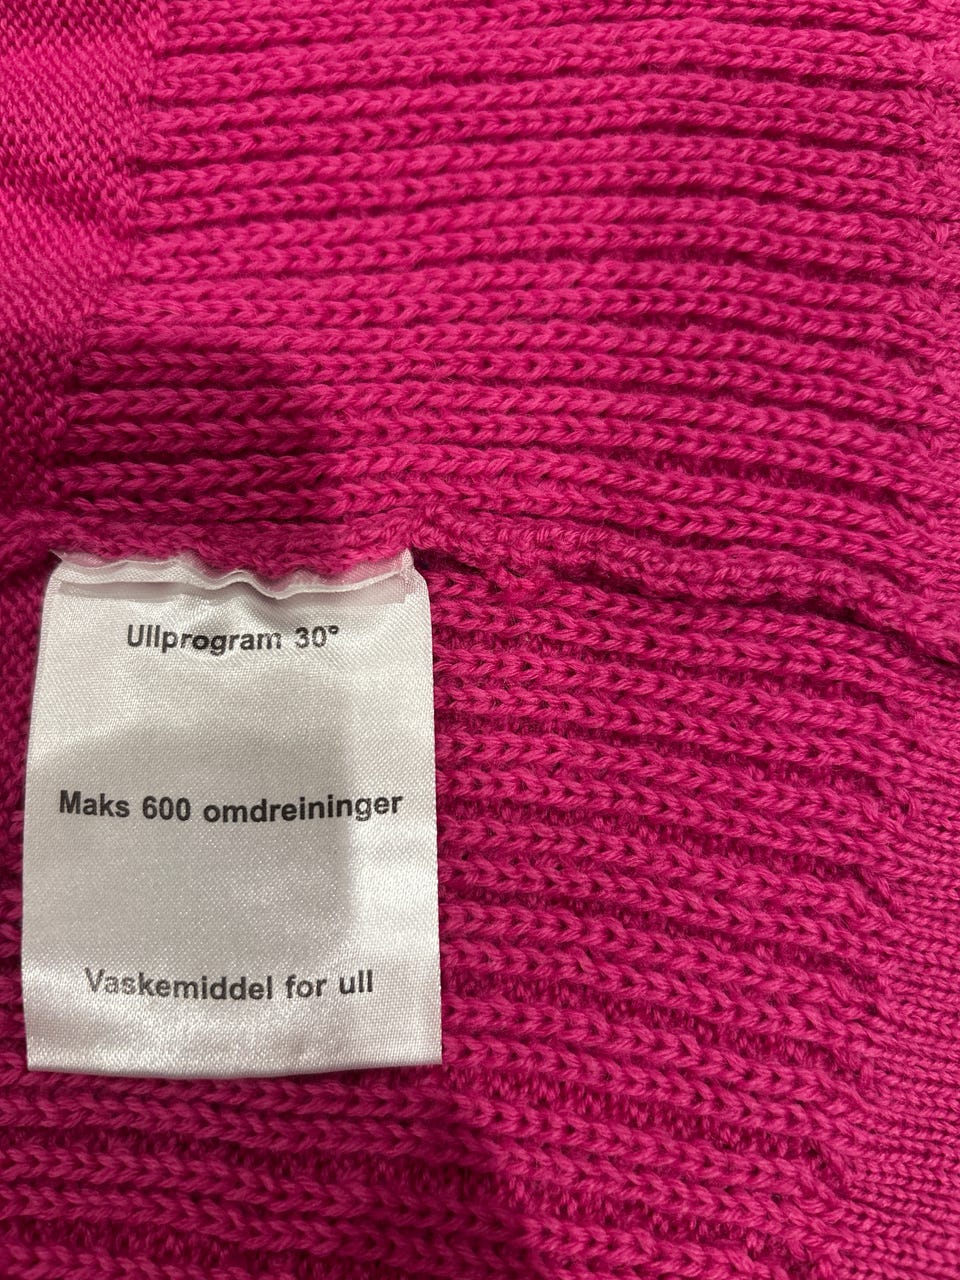 Ullprogram 30°
Maks 600 omdreininger
Vaskemiddel for ull